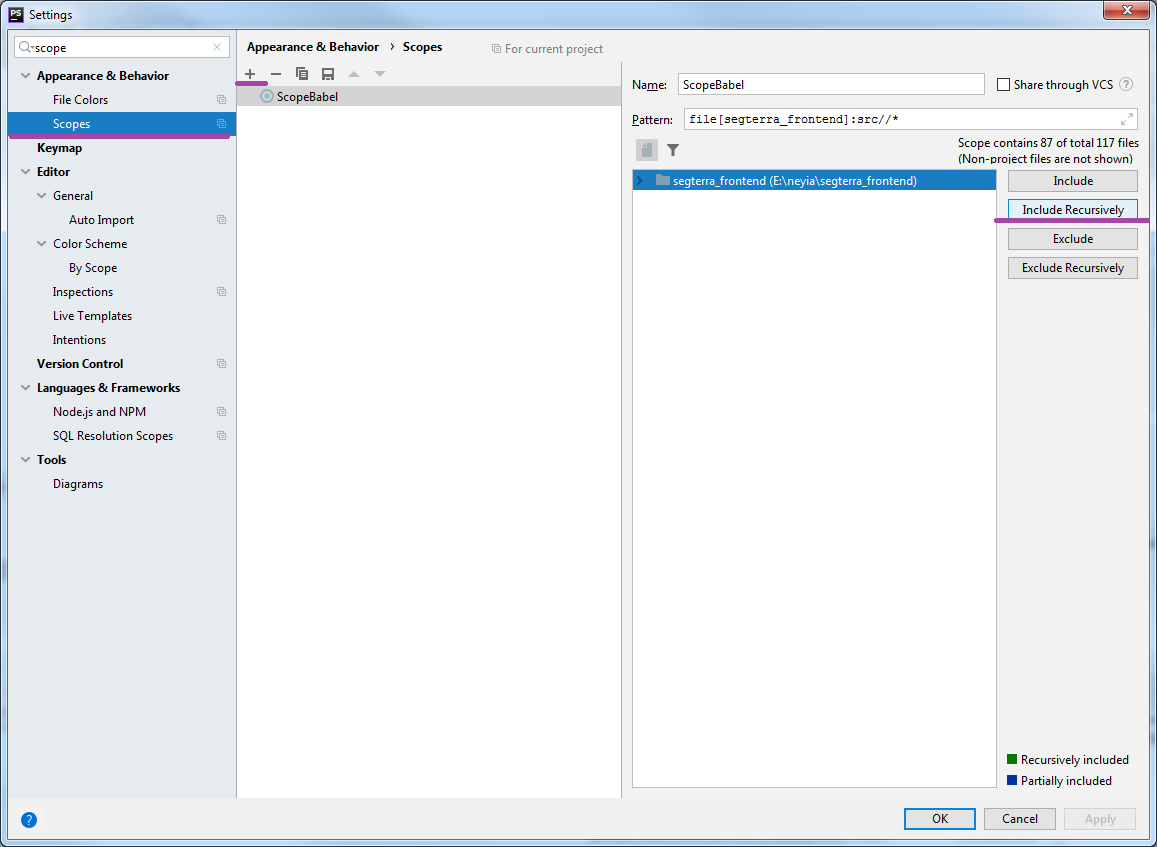 PS Settings
scope
Appearance & Behavior
File Colors
Scopes
Keymap
Editor
General
Auto Import
Color Scheme
By Scope
Inspections
Live Templates
Intentions
Version Control
Languages & Frameworks
Node.js and NPM
SQL Resolution Scopes
Tools
Diagrams
Appearance & Behavior › Scopes
For current project
ScopeBabel
Name: ScopeBabel
Share through VCS ?
Pattern: file[segterra_frontend]:src//*
Scope contains 87 of total 117 files
(Non-project files are not shown)
segterra_frontend (E:\neyia\segterra_frontend)
Include
Include Recursively
Exclude
Exclude Recursively
Recursively included
Partially included
?
OK
Cancel
Apply